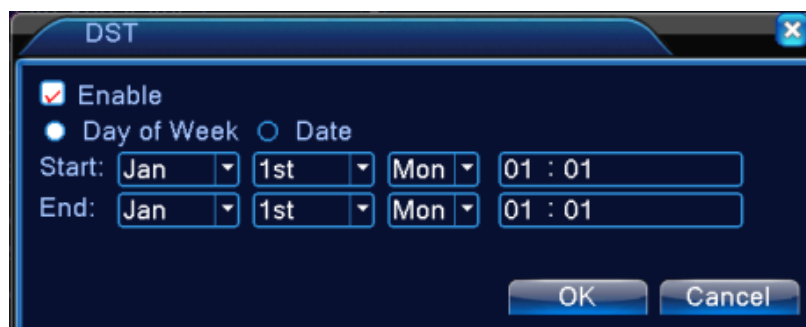 DST
Enable
Day of Week Date
Start: Jan 1st Mon 01 : 01
End: Jan 1st Mon 01 : 01
OK Cancel